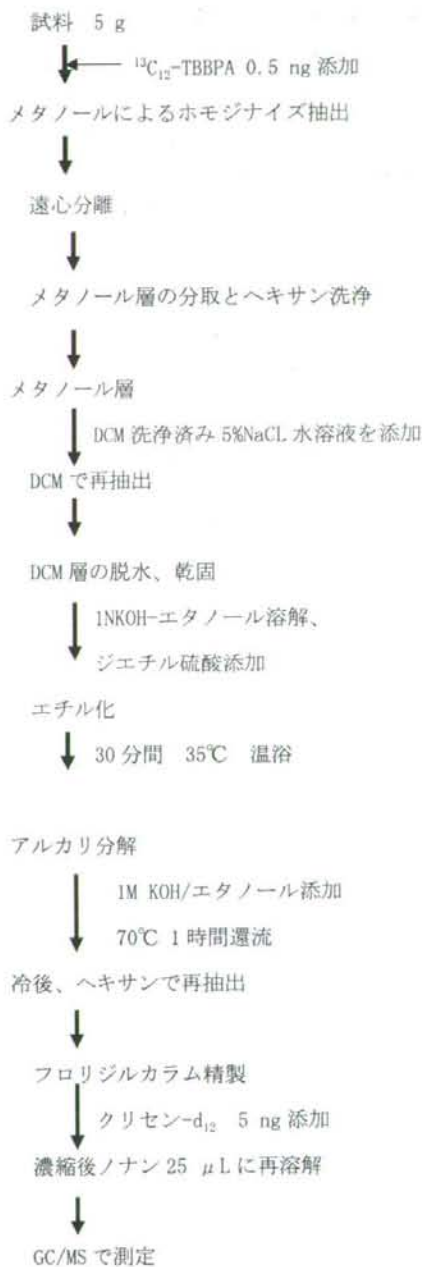 試料 5 g
¹³C₁₂-TBBPA 0.5 ng 添加
メタノールによるホモジナイズ抽出
遠心分離
メタノール層の分取とヘキサン洗浄
メタノール層
DCM 洗浄済み 5%NaCL 水溶液を添加
DCM で再抽出
DCM 層の脱水、乾固
1NKOH-エタノール溶解、
ジエチル硫酸添加
エチル化
30 分間 35℃ 温浴
アルカリ分解
1M KOH/エタノール添加
70℃ 1 時間還流
冷後、ヘキサンで再抽出
フロリジルカラム精製
クリセン-d₁₂ 5 ng 添加
濃縮後ノナン 25 μL に再溶解
GC/MS で測定